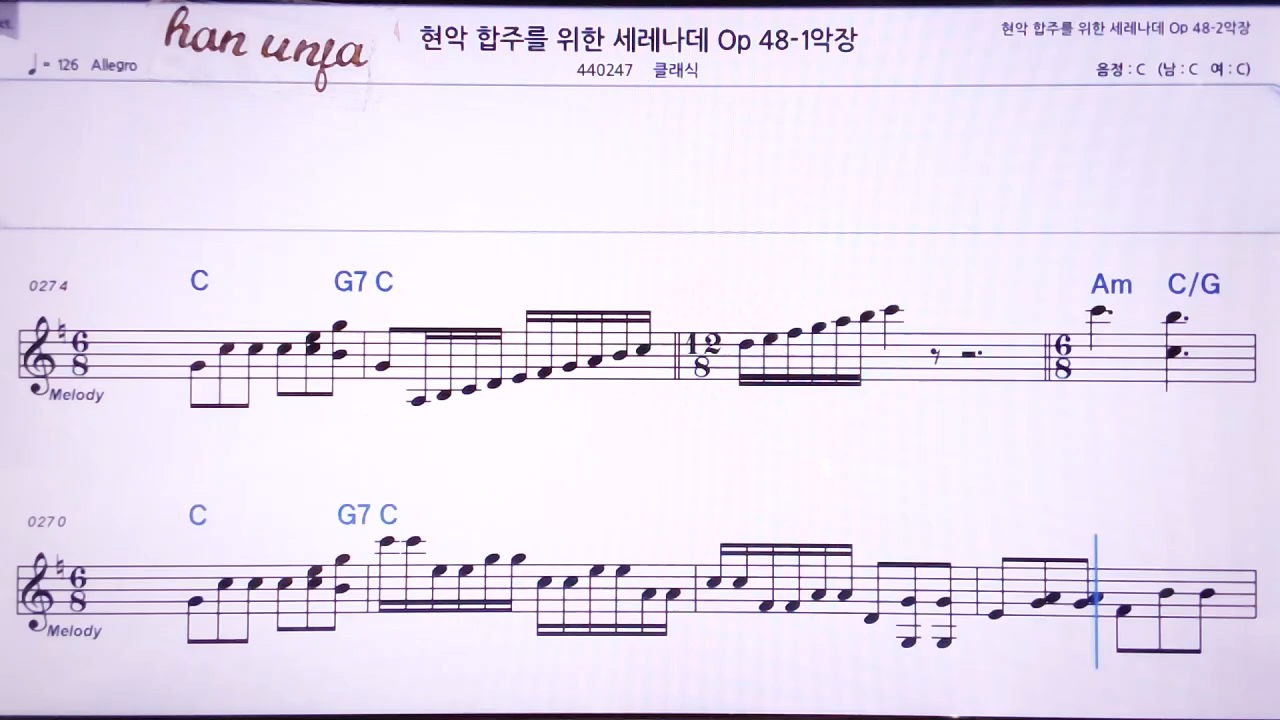 han unfa
현악 합주를 위한 세레나데 Op 48-1악장
현악 합주를 위한 세레나데 Op 48-2악장
= 126 Allegro
440247 클래식
음정 : C (남 : C 여 : C)
0274
C G7 C Am C/G
6 8
12 8
6 8
Melody
0270
C G7 C
6 8
Melody